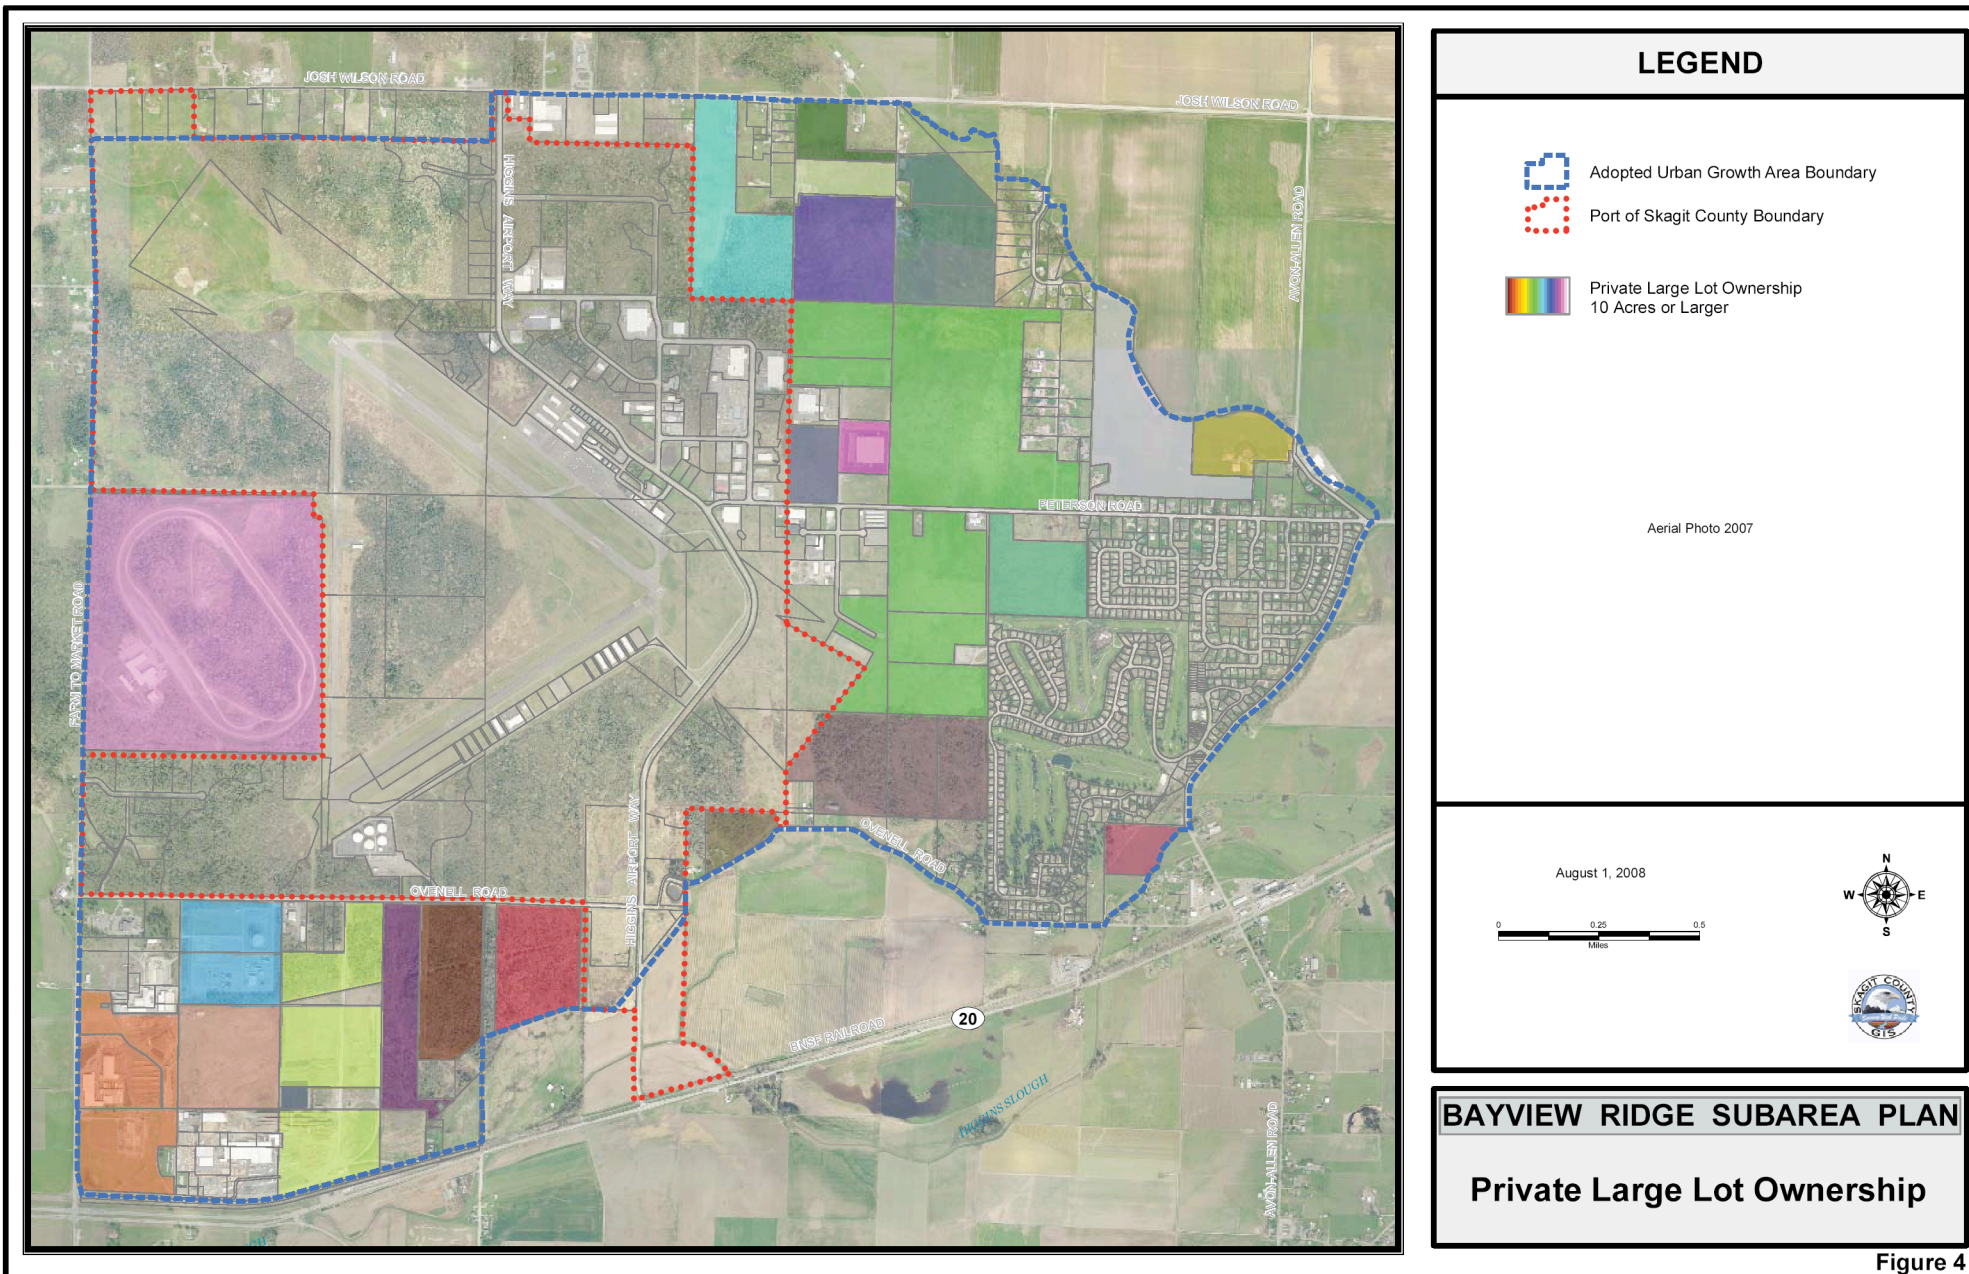 JOSH WILSON ROAD
JOSH WILSON ROAD
HIGGINS AIRPORT WAY
AVON-ALLEN ROAD
PETERSON ROAD
FARM TO MARKET ROAD
HIGGINS AIRPORT WAY
OVENELL ROAD
OVENELL ROAD
BNSF RAILROAD
20
HIGGINS SLOUGH
AVON-ALLEN ROAD
LEGEND
Adopted Urban Growth Area Boundary
Port of Skagit County Boundary
Private Large Lot Ownership
10 Acres or Larger
Aerial Photo 2007
August 1, 2008
0 0.25 0.5
Miles
N
W E
S
SKAGIT COUNTY
GIS
BAYVIEW RIDGE SUBAREA PLAN
Private Large Lot Ownership
Figure 4